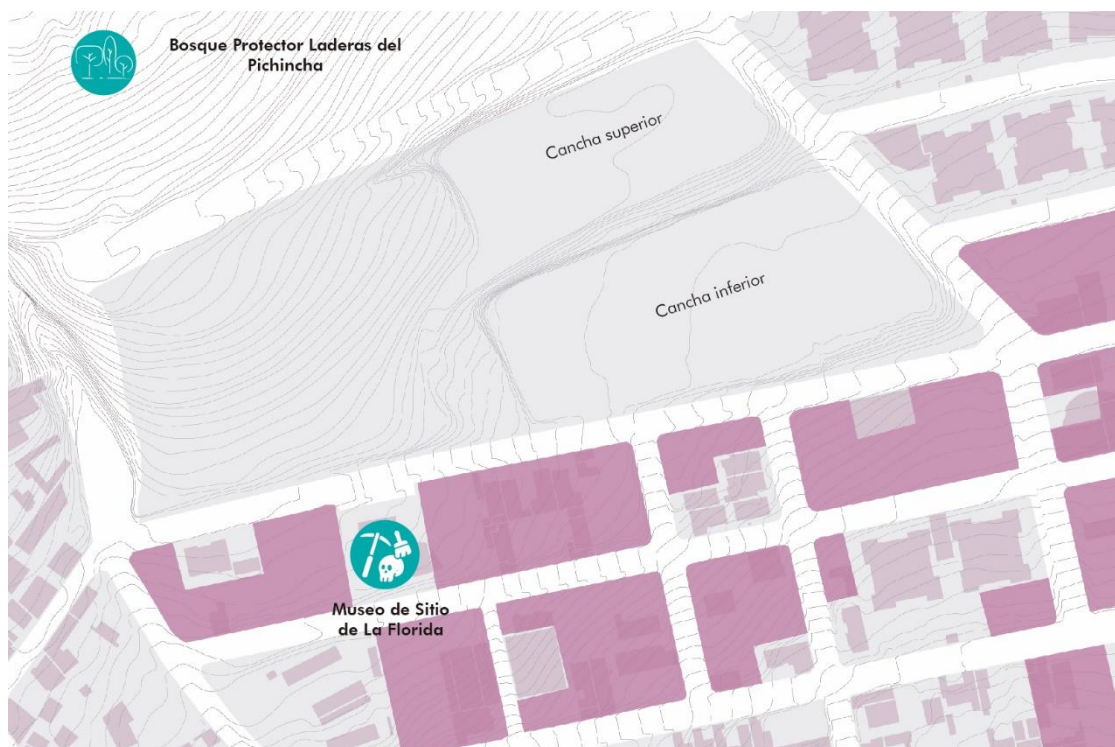 Bosque Protector Laderas del
Pichincha
Cancha superior
Cancha inferior
Museo de Sitio
de La Florida